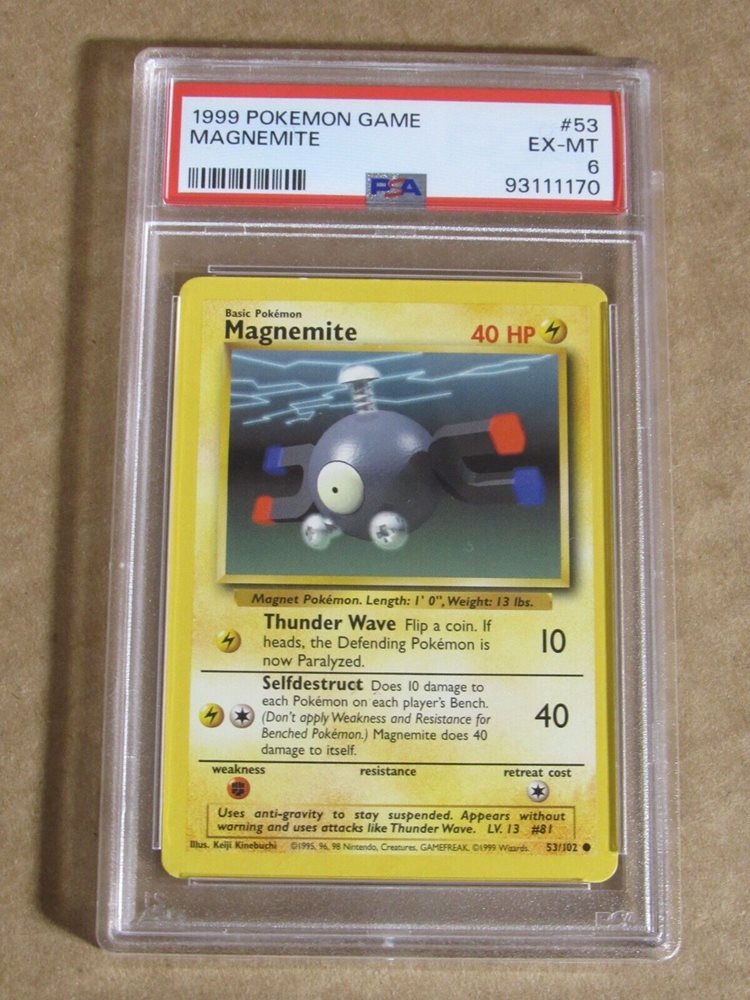 1999 POKEMON GAME #53
MAGNEMITE EX-MT
6
PSA 93111170
Basic Pokémon
Magnemite 40 HP
Magnet Pokémon. Length: 1' 0", Weight: 13 lbs.
Thunder Wave Flip a coin. If
heads, the Defending Pokémon is
now Paralyzed.
10
Selfdestruct Does 10 damage to
each Pokémon on each player's Bench.
(Don't apply Weakness and Resistance for
Benched Pokémon.) Magnemite does 40
damage to itself.
40
weakness resistance retreat cost
Uses anti-gravity to stay suspended. Appears without
warning and uses attacks like Thunder Wave. LV. 13 #81
Illus. Keiji Kinebuchi ©1995, 96, 98 Nintendo, Creatures, GAMEFREAK. ©1999 Wizards. 53/102
PSA